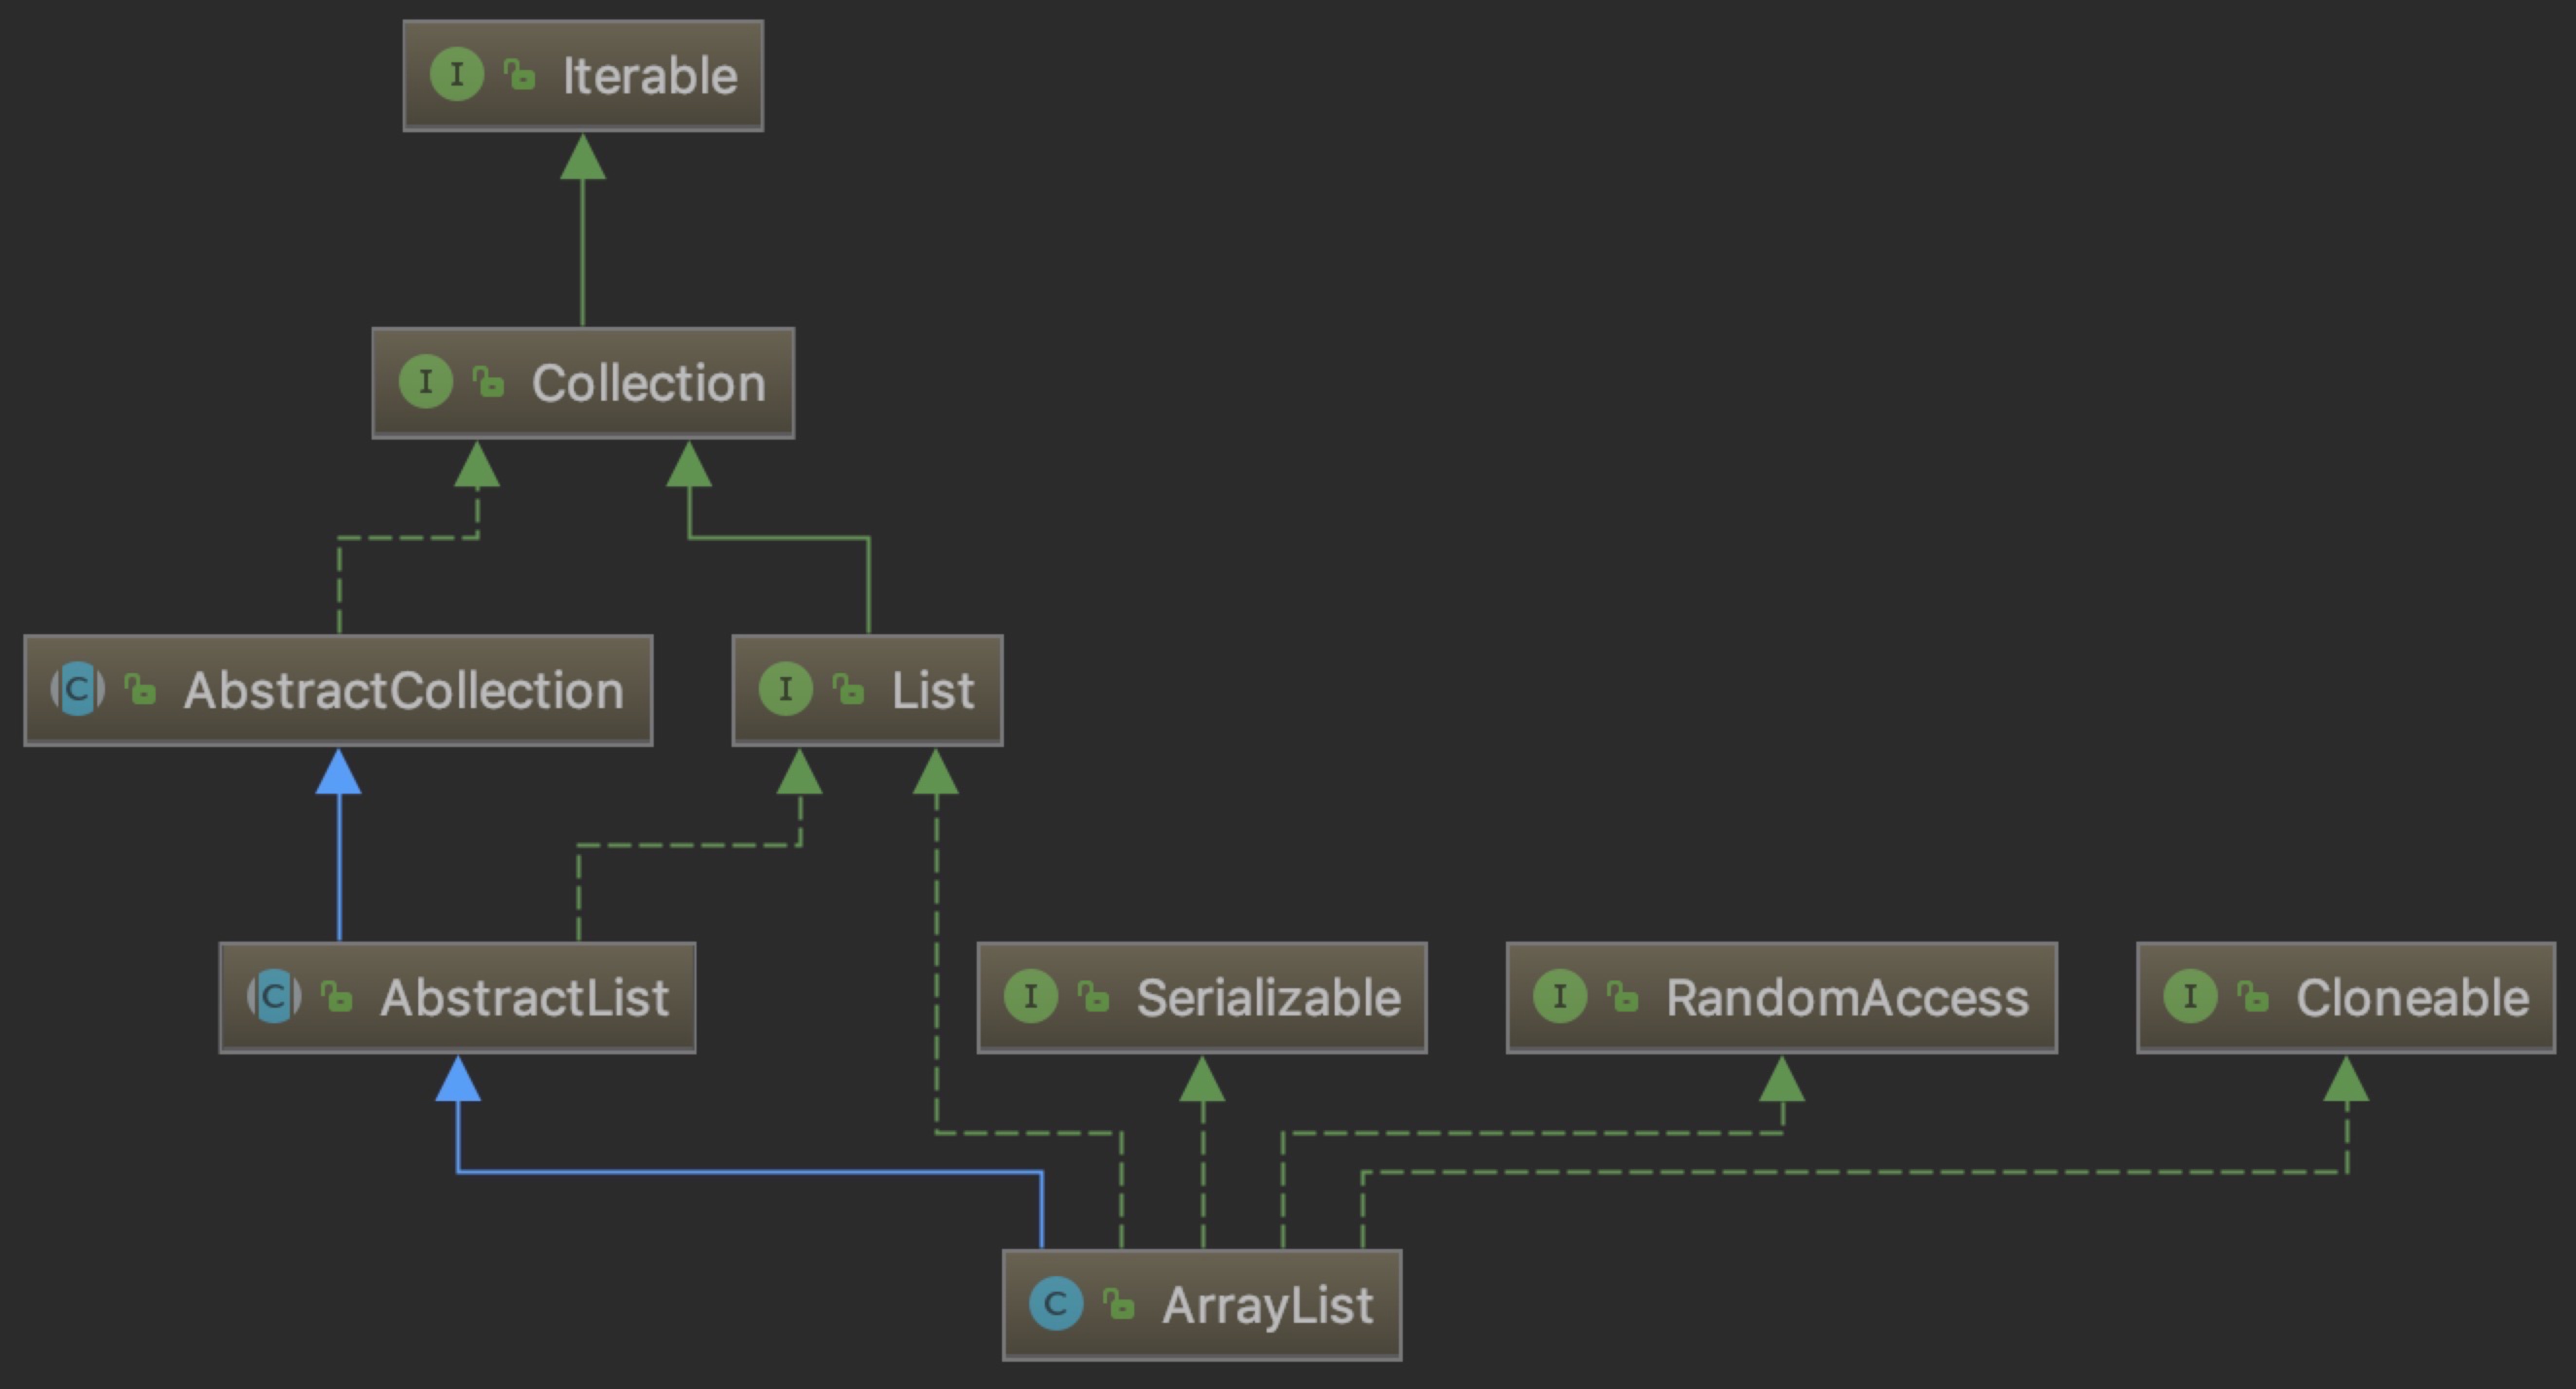 I Iterable
I Collection
C AbstractCollection
I List
C AbstractList
I Serializable
I RandomAccess
I Cloneable
C ArrayList